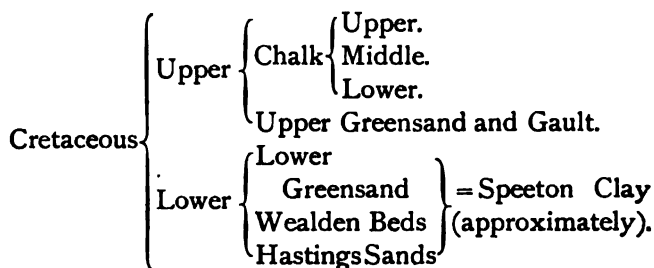 Upper.
Upper Chalk Middle.
Lower.
Cretaceous Upper Greensand and Gault.
Lower
Lower Greensand = Speeton Clay
Wealden Beds (approximately).
Hastings Sands